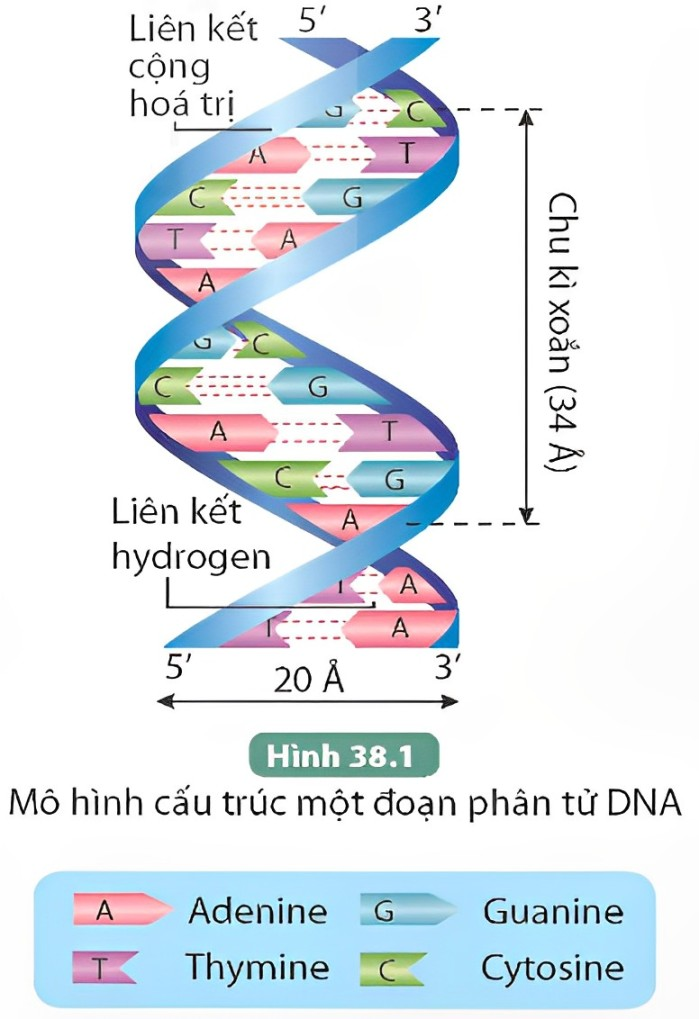 5′ 3′
Liên kết
cộng
hoá trị
G C
A T
C G
T A
A
G C
C G
A T
C G
A
T A
T A
Chu kì xoắn (34 Å)
Liên kết
hydrogen
5′ 3′
20 Å
Hình 38.1
Mô hình cấu trúc một đoạn phân tử DNA
A Adenine G Guanine
T Thymine C Cytosine